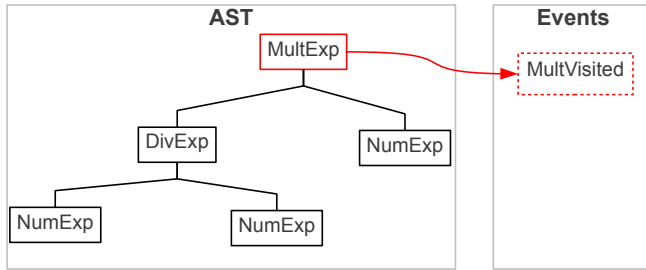 AST
Events
MultExp
MultVisited
DivExp
NumExp
NumExp
NumExp